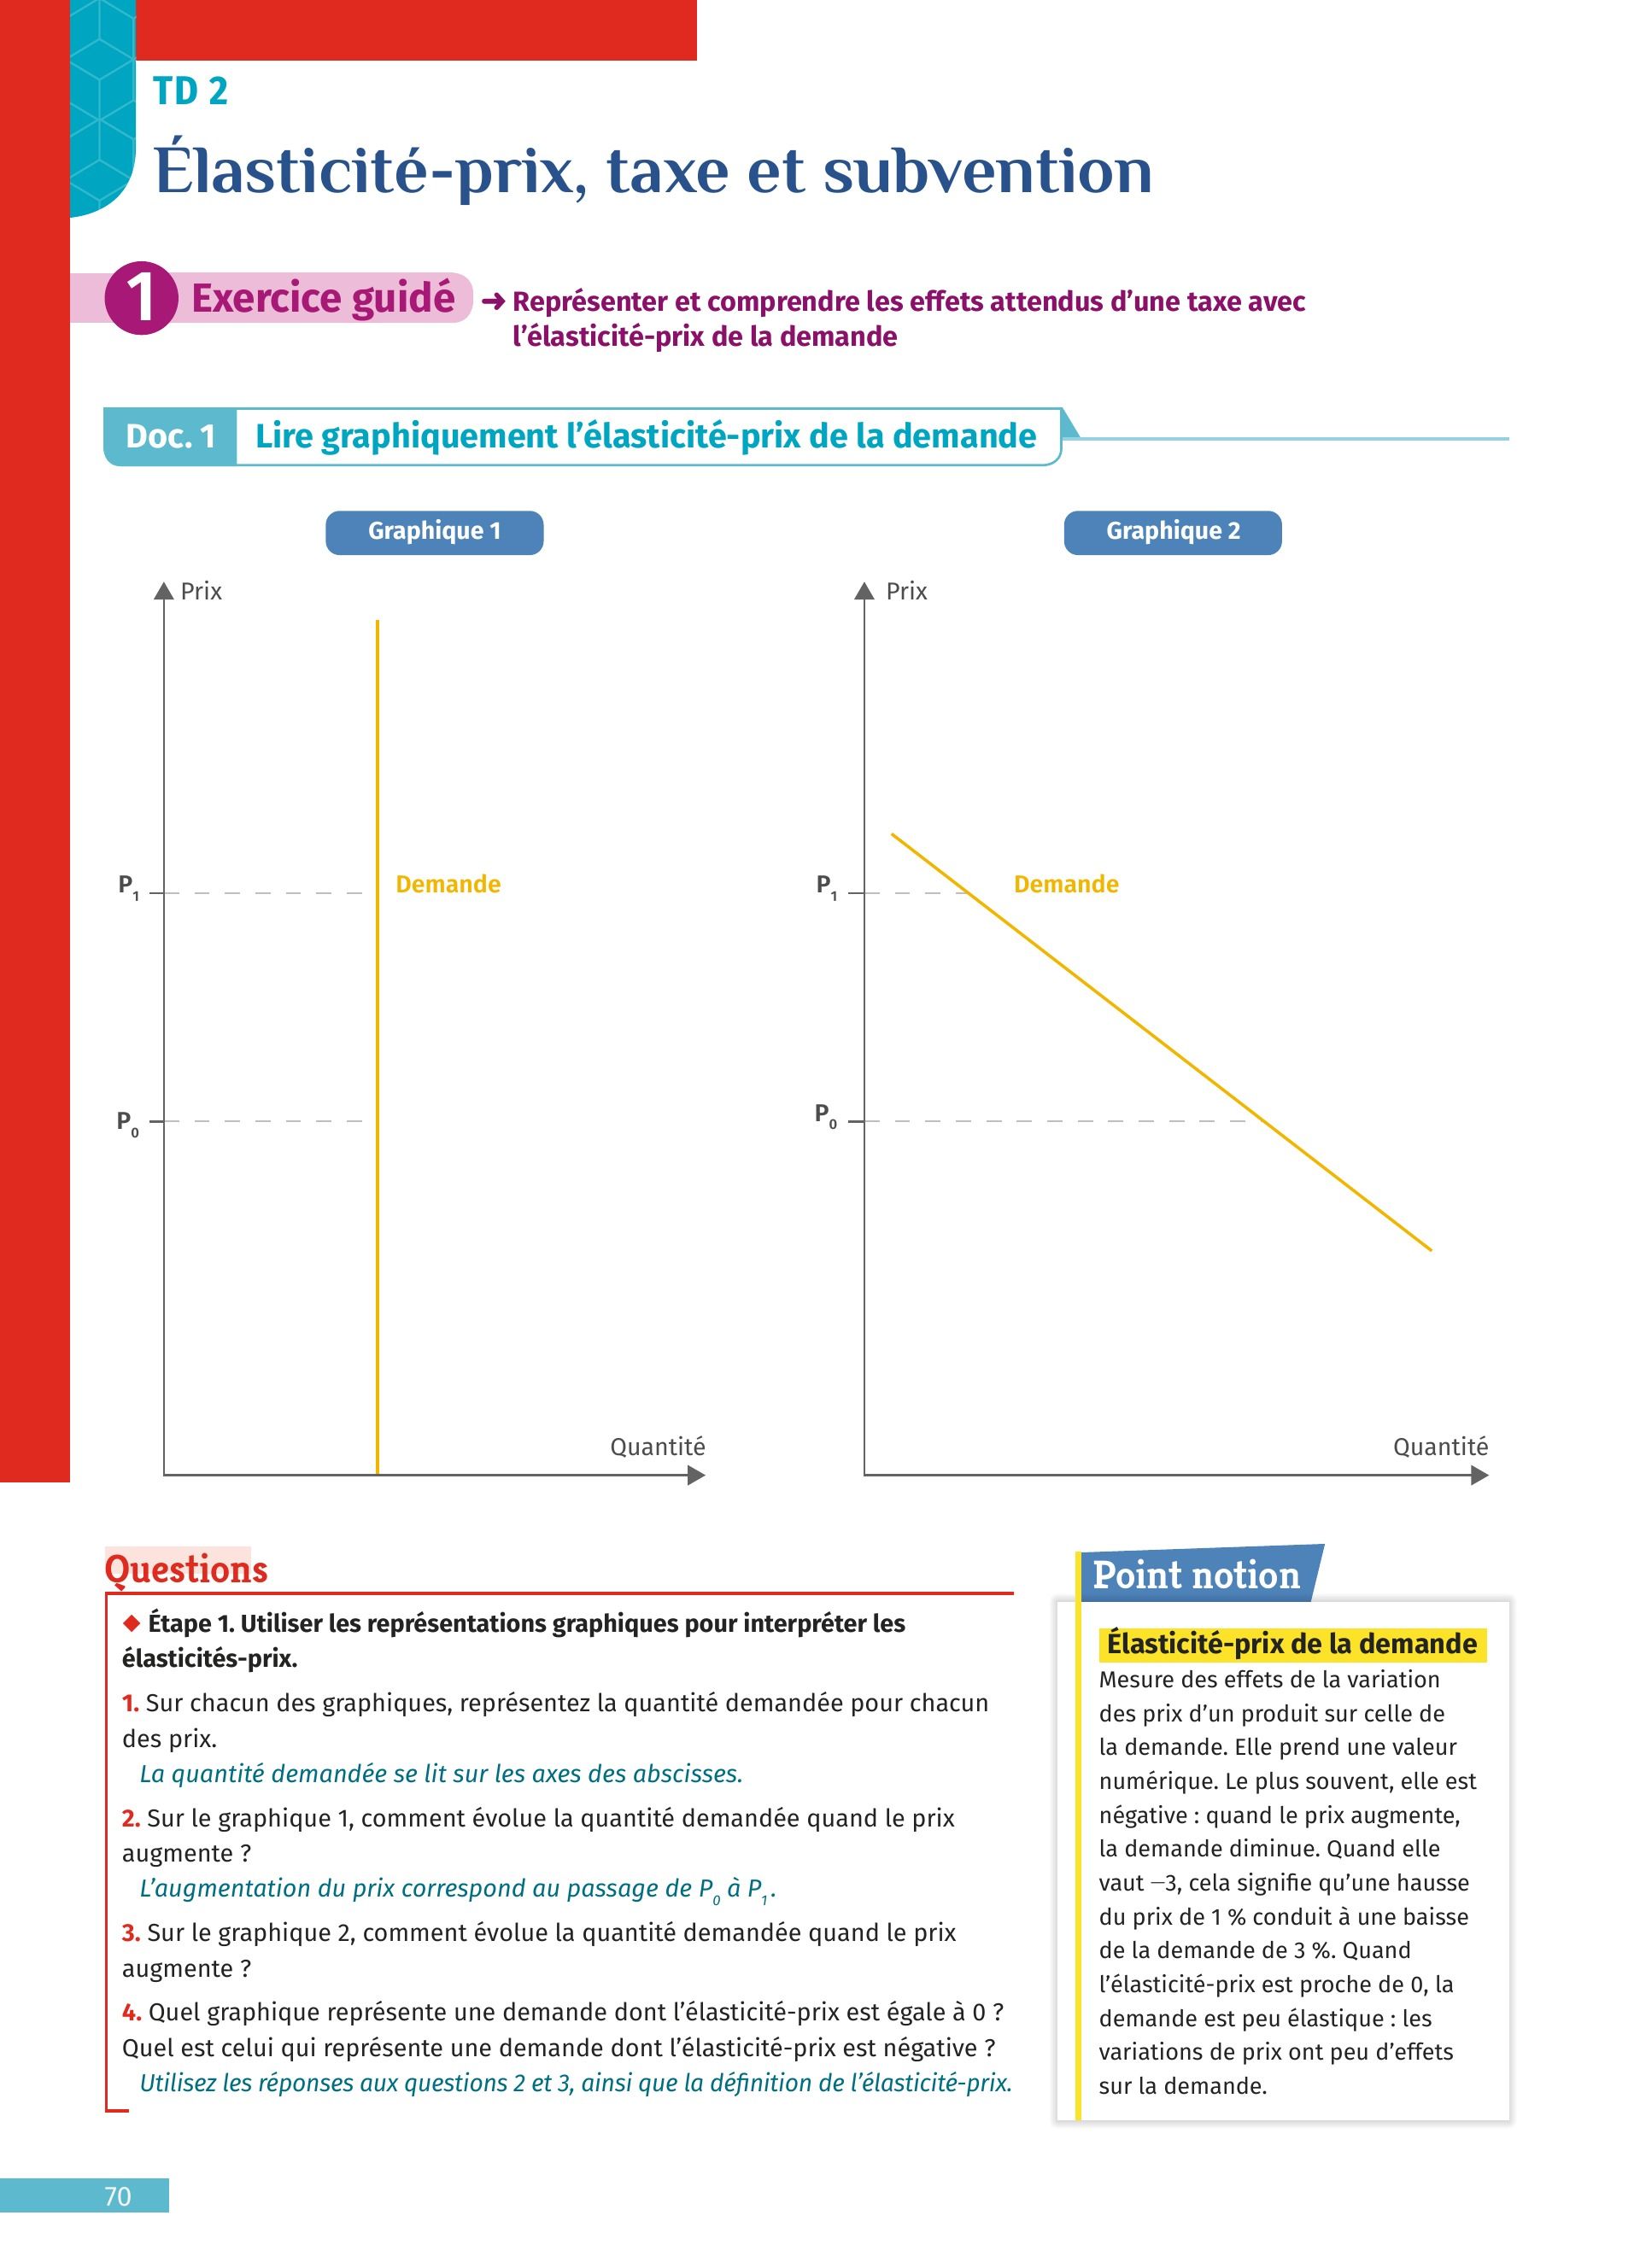 TD 2
Élasticité-prix, taxe et subvention
1 Exercice guidé ➜ Représenter et comprendre les effets attendus d’une taxe avec
l’élasticité-prix de la demande
Doc. 1 Lire graphiquement l’élasticité-prix de la demande
Graphique 1
Prix
P1
Demande
P0
Quantité
Graphique 2
Prix
P1
Demande
P0
Quantité
Questions
◆ Étape 1. Utiliser les représentations graphiques pour interpréter les
élasticités-prix.
1. Sur chacun des graphiques, représentez la quantité demandée pour chacun
des prix.
La quantité demandée se lit sur les axes des abscisses.
2. Sur le graphique 1, comment évolue la quantité demandée quand le prix
augmente ?
L’augmentation du prix correspond au passage de P0 à P1.
3. Sur le graphique 2, comment évolue la quantité demandée quand le prix
augmente ?
4. Quel graphique représente une demande dont l’élasticité-prix est égale à 0 ?
Quel est celui qui représente une demande dont l’élasticité-prix est négative ?
Utilisez les réponses aux questions 2 et 3, ainsi que la définition de l’élasticité-prix.
Point notion
Élasticité-prix de la demande
Mesure des effets de la variation
des prix d’un produit sur celle de
la demande. Elle prend une valeur
numérique. Le plus souvent, elle est
négative : quand le prix augmente,
la demande diminue. Quand elle
vaut −3, cela signifie qu’une hausse
du prix de 1 % conduit à une baisse
de la demande de 3 %. Quand
l’élasticité-prix est proche de 0, la
demande est peu élastique : les
variations de prix ont peu d’effets
sur la demande.
70